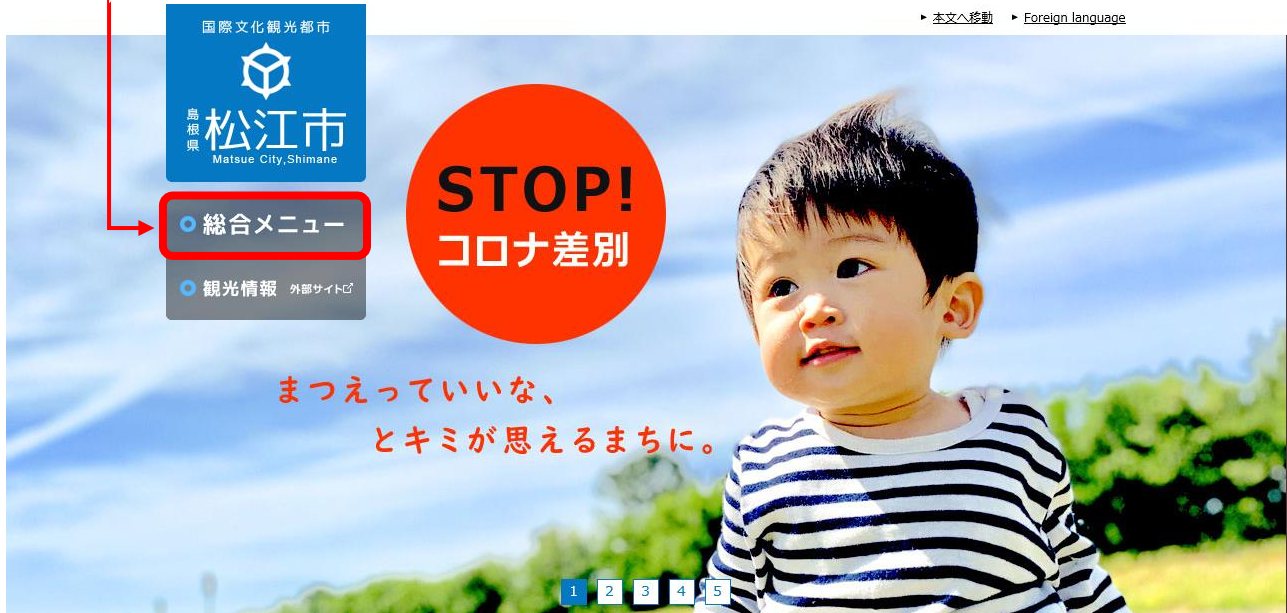 本文へ移動
Foreign language
国際文化観光都市
島根県
松江市
Matsue City,Shimane
総合メニュー
観光情報 外部サイト
STOP!
コロナ差別
まつえっていいな、
とキミが思えるまちに。
1 2 3 4 5